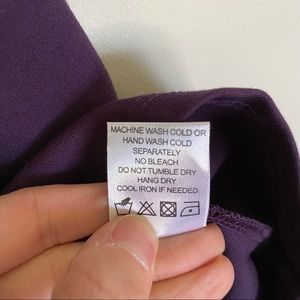 MACHINE WASH COLD OR
HAND WASH COLD
SEPARATELY
NO BLEACH
DO NOT TUMBLE DRY
HANG DRY
COOL IRON IF NEEDED